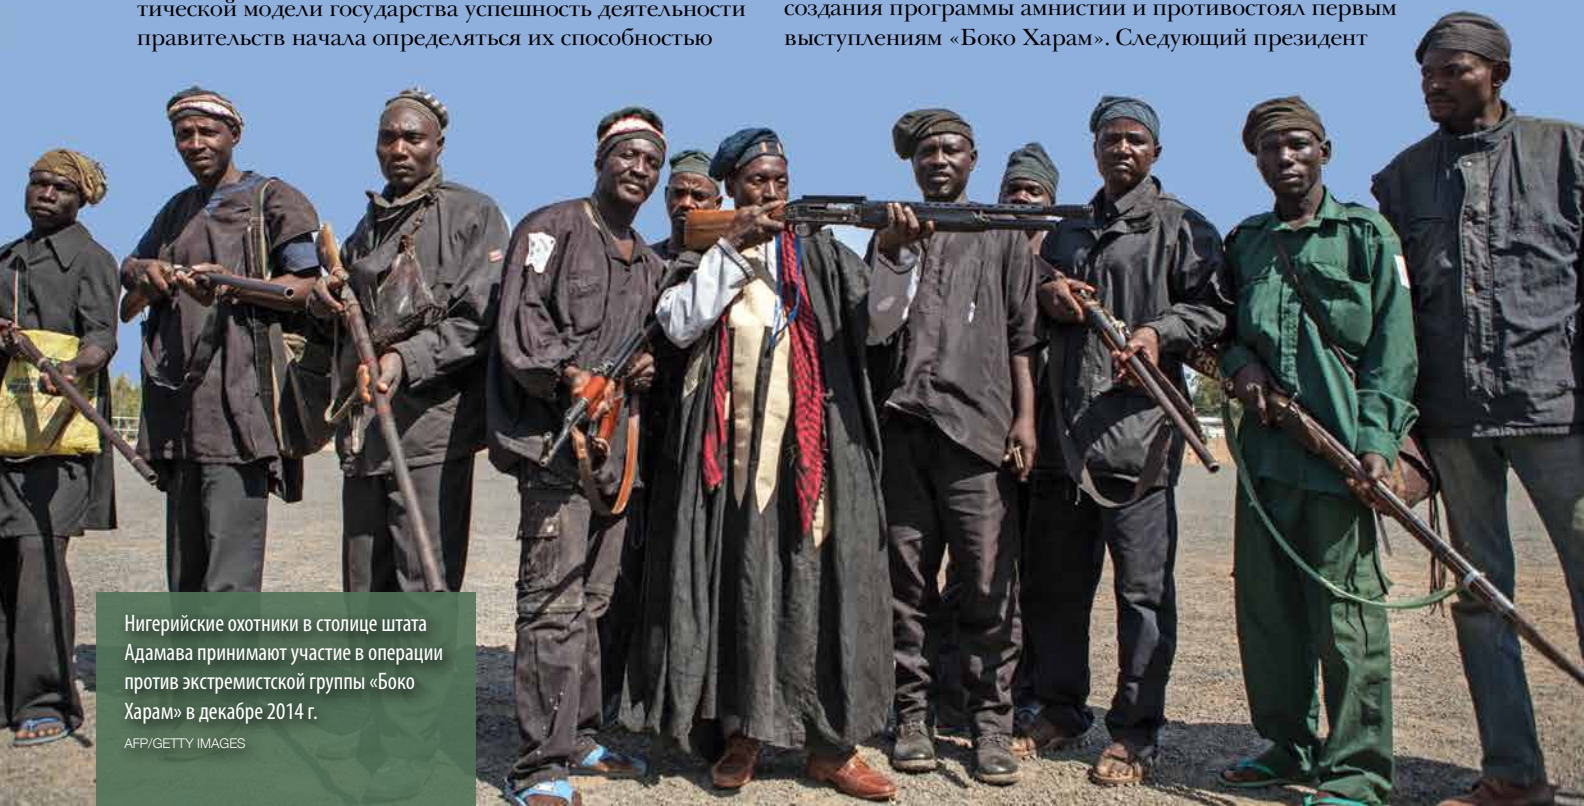 тической модели государства успешность деятельности
правительств начала определяться их способностью
создания программы амнистии и противостоял первым
выступлениям «Боко Харам». Следующий президент
Нигерийские охотники в столице штата
Адамава принимают участие в операции
против экстремистской группы «Боко
Харам» в декабре 2014 г.
AFP/GETTY IMAGES